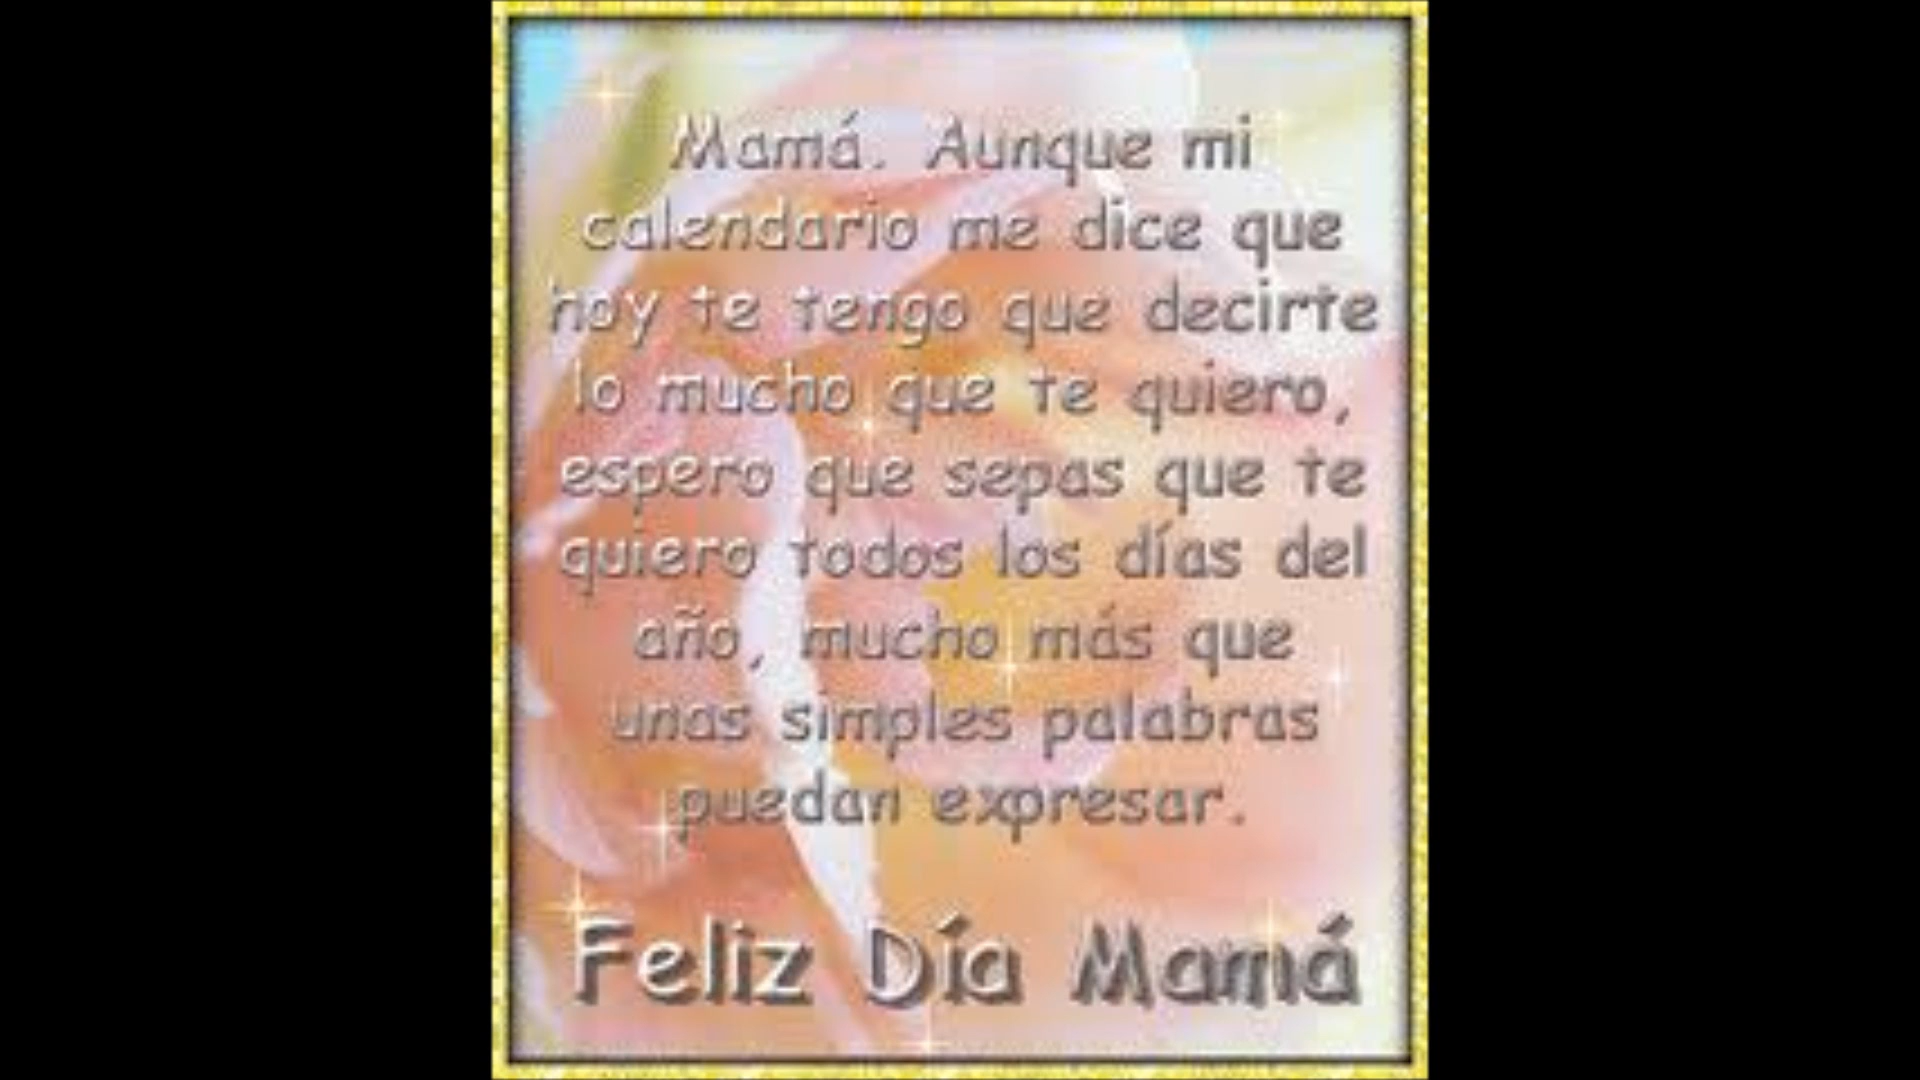 Mamá. Aunque mi
calendario me dice que
hoy te tengo que decirte
lo mucho que te quiero,
espero que sepas que te
quiero todos los días del
año, mucho más que
unas simples palabras
puedan expresar.
Feliz Día Mamá